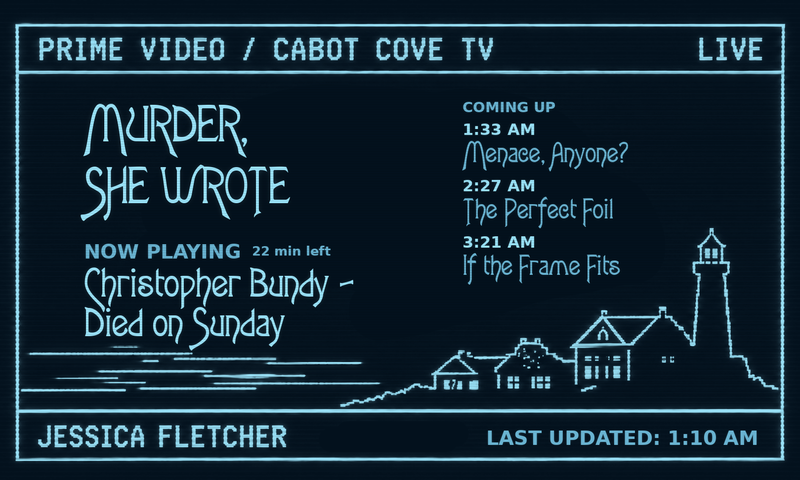 PRIME VIDEO / CABOT COVE TV
LIVE
MURDER,
SHE WROTE
NOW PLAYING 22 min left
Christopher Bundy -
Died on Sunday
COMING UP
1:33 AM
Menace, Anyone?
2:27 AM
The Perfect Foil
3:21 AM
If the Frame Fits
JESSICA FLETCHER
LAST UPDATED: 1:10 AM